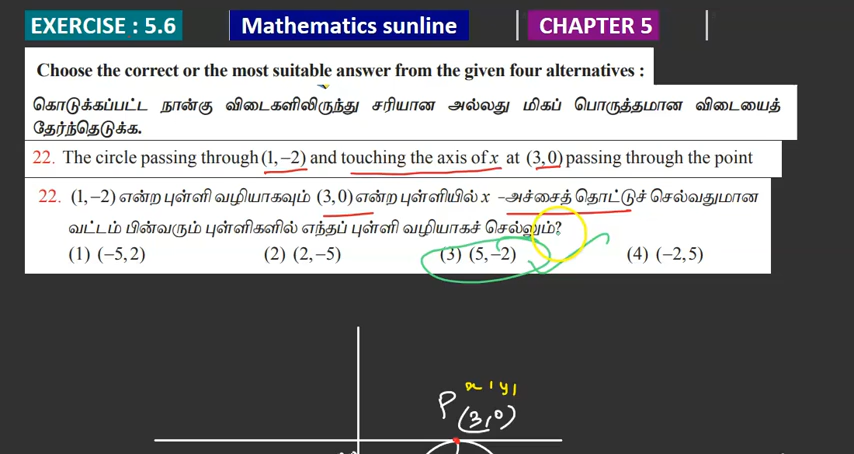 EXERCISE : 5.6 Mathematics sunline CHAPTER 5
Choose the correct or the most suitable answer from the given four alternatives :
கொடுக்கப்பட்ட நான்கு விடைகளிலிருந்து சரியான அல்லது மிகப் பொருத்தமான விடையைத்
தேர்ந்தெடுக்க.
22. The circle passing through (1, −2) and touching the axis of x at (3, 0) passing through the point
22. (1, −2) என்ற புள்ளி வழியாகவும் (3, 0) என்ற புள்ளியில் x -அச்சைத் தொட்டுச் செல்வதுமான
வட்டம் பின்வரும் புள்ளிகளில் எந்தப் புள்ளி வழியாகச் செல்லும்?
(1) (−5, 2) (2) (2, −5) (3) (5, −2) (4) (−2, 5)
x1 y1
P (3,0)